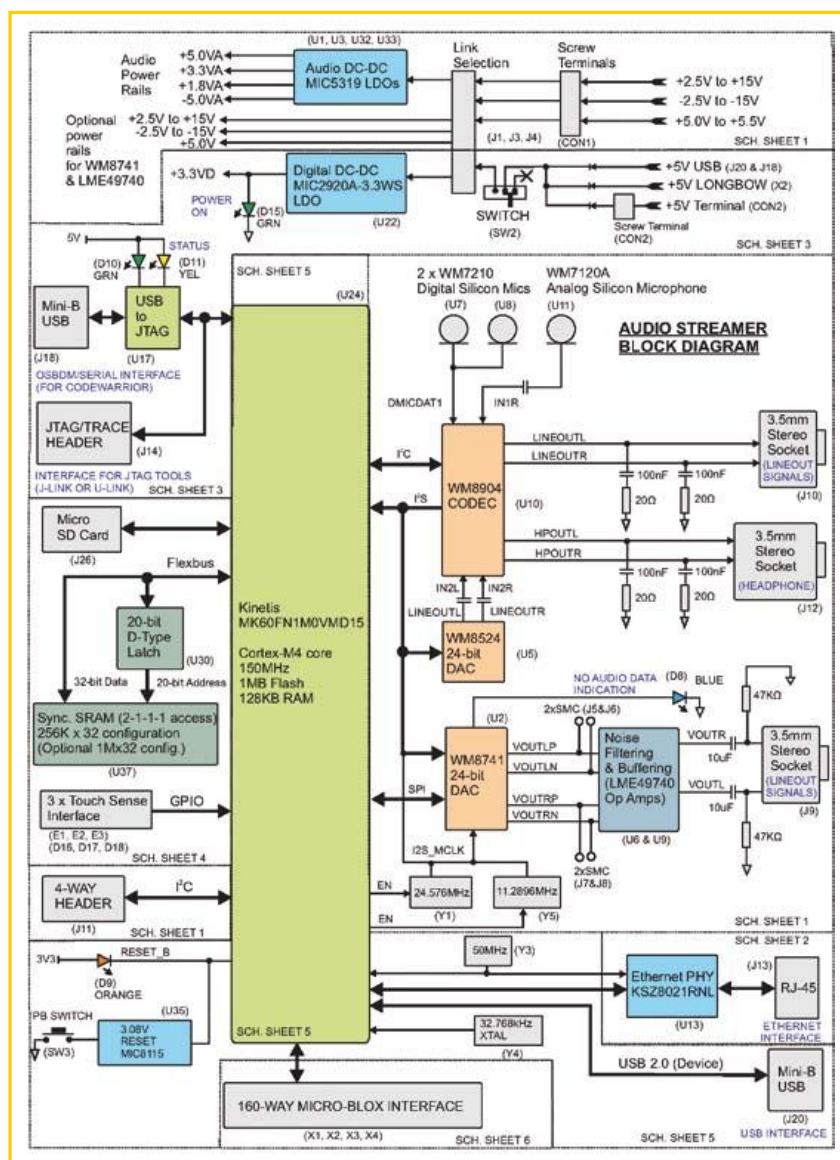 (U1, U3, U32, U33)
Audio
Power
Rails
+5.0VA
+3.3VA
+1.8VA
-5.0VA
Audio DC-DC
MIC5319 LDOs
Link
Selection
Screw
Terminals
+2.5V to +15V
-2.5V to -15V
+5.0V to +5.5V
Optional
power
rails
for WM8741
& LME49740
+2.5V to +15V
-2.5V to -15V
+5.0V
(J1, J3, J4)
(CON1)
SCH. SHEET 1
+3.3VD
Digital DC-DC
MIC2920A-3.3WS
LDO
(U22)
POWER
ON
(D15)
GRN
SWITCH
(SW2)
+5V USB (J20 & J18)
+5V LONGBOW (X2)
+5V Terminal (CON2)
Screw Terminal
(CON2)
SCH. SHEET 3
5V
STATUS
(D10)
GRN
(D11)
YEL
Mini-B
USB
(J18)
USB
to
JTAG
(U17)
OSBDM/SERIAL INTERFACE
(FOR CODEWARRIOR)
JTAG/TRACE
HEADER
(J14)
INTERFACE FOR JTAG TOOLS
(J-LINK OR U-LINK)
SCH. SHEET 3
SCH. SHEET 5
(U24)
2 x WM7210
Digital Silicon Mics
(U7)
(U8)
WM7120A
Analog Silicon Microphone
(U11)
AUDIO STREAMER
BLOCK DIAGRAM
DMICDAT1
IN1R
I²C
I²S
WM8904
CODEC
(U10)
LINEOUTL
LINEOUTR
100nF
100nF
20Ω
20Ω
3.5mm
Stereo
Socket
(LINEOUT
SIGNALS)
(J10)
HPOUTL
HPOUTR
100nF
100nF
20Ω
20Ω
3.5mm
Stereo
Socket
(HEADPHONE)
(J12)
IN2L
IN2R
LINEOUTL
LINEOUTR
WM8524
24-bit
DAC
(U5)
Micro
SD Card
(J26)
Flexbus
20-bit
D-Type
Latch
(U30)
32-bit Data
20-bit Address
Sync. SRAM (2-1-1-1 access)
256K x 32 configuration
(Optional 1Mx32 config.)
(U37)
Kinetis
MK60FN1M0VMD15
Cortex-M4 core
150MHz
1MB Flash
128KB RAM
NO AUDIO DATA
INDICATION
(D8)
BLUE
(U2)
WM8741
24-bit
DAC
SPI
2xSMC (J5&J6)
VOUTLP
VOUTLN
VOUTRP
VOUTRN
2xSMC
(J7&J8)
Noise
Filtering
& Buffering
(LME49740
Op Amps)
(U6 & U9)
VOUTR
VOUTL
10uF
10uF
47KΩ
47KΩ
3.5mm
Stereo
Socket
(LINEOUT
SIGNALS)
(J9)
3 x Touch Sense
Interface
(E1, E2, E3)
(D16, D17, D18)
GPIO
SCH. SHEET 4
I2S_MCLK
EN
24.576MHz
(Y1)
EN
11.2896MHz
(Y5)
SCH. SHEET 1
4-WAY
HEADER
(J11)
I²C
SCH. SHEET 1
3V3
RESET_B
(D9)
ORANGE
PB SWITCH
(SW3)
(U35)
3.08V
RESET
MIC8115
SCH. SHEET 5
50MHz
(Y3)
32.768kHz
XTAL
(Y4)
SCH. SHEET 2
Ethernet PHY
KSZ8021RNL
(U13)
(J13)
RJ-45
ETHERNET
INTERFACE
USB 2.0 (Device)
Mini-B
USB
(J20)
USB INTERFACE
SCH. SHEET 5
160-WAY MICRO-BLOX INTERFACE
(X1, X2, X3, X4)
SCH. SHEET 6